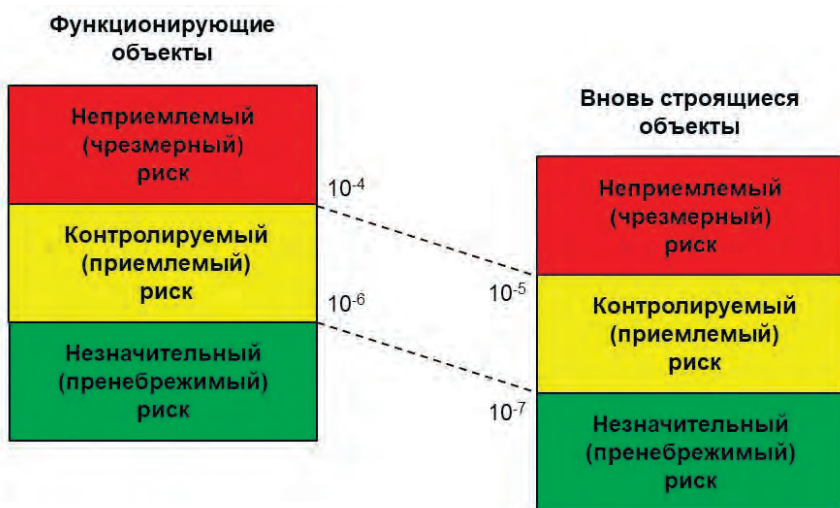 Функционирующие
объекты
Неприемлемый
(чрезмерный)
риск
10⁻⁴
Контролируемый
(приемлемый)
риск
10⁻⁶
Незначительный
(пренебрежимый)
риск
Вновь строящиеся
объекты
Неприемлемый
(чрезмерный)
риск
10⁻⁵
Контролируемый
(приемлемый)
риск
10⁻⁷
Незначительный
(пренебрежимый)
риск